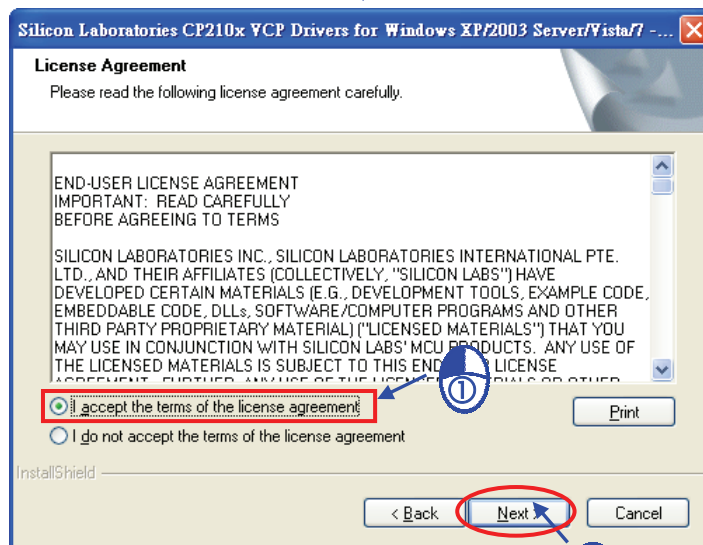 Silicon Laboratories CP210x VCP Drivers for Windows XP/2003 Server/Vista/7 -...
License Agreement
Please read the following license agreement carefully.
END-USER LICENSE AGREEMENT
IMPORTANT: READ CAREFULLY
BEFORE AGREEING TO TERMS
SILICON LABORATORIES INC., SILICON LABORATORIES INTERNATIONAL PTE.
LTD., AND THEIR AFFILIATES (COLLECTIVELY, "SILICON LABS") HAVE
DEVELOPED CERTAIN MATERIALS (E.G., DEVELOPMENT TOOLS, EXAMPLE CODE,
EMBEDDABLE CODE, DLLs, SOFTWARE/COMPUTER PROGRAMS AND OTHER
THIRD PARTY PROPRIETARY MATERIAL) ("LICENSED MATERIALS") THAT YOU
MAY USE IN CONJUNCTION WITH SILICON LABS' MCU PRODUCTS. ANY USE OF
THE LICENSED MATERIALS IS SUBJECT TO THIS LICENSE
①
I accept the terms of the license agreement
Print
I do not accept the terms of the license agreement
InstallShield
< Back
Next >
Cancel